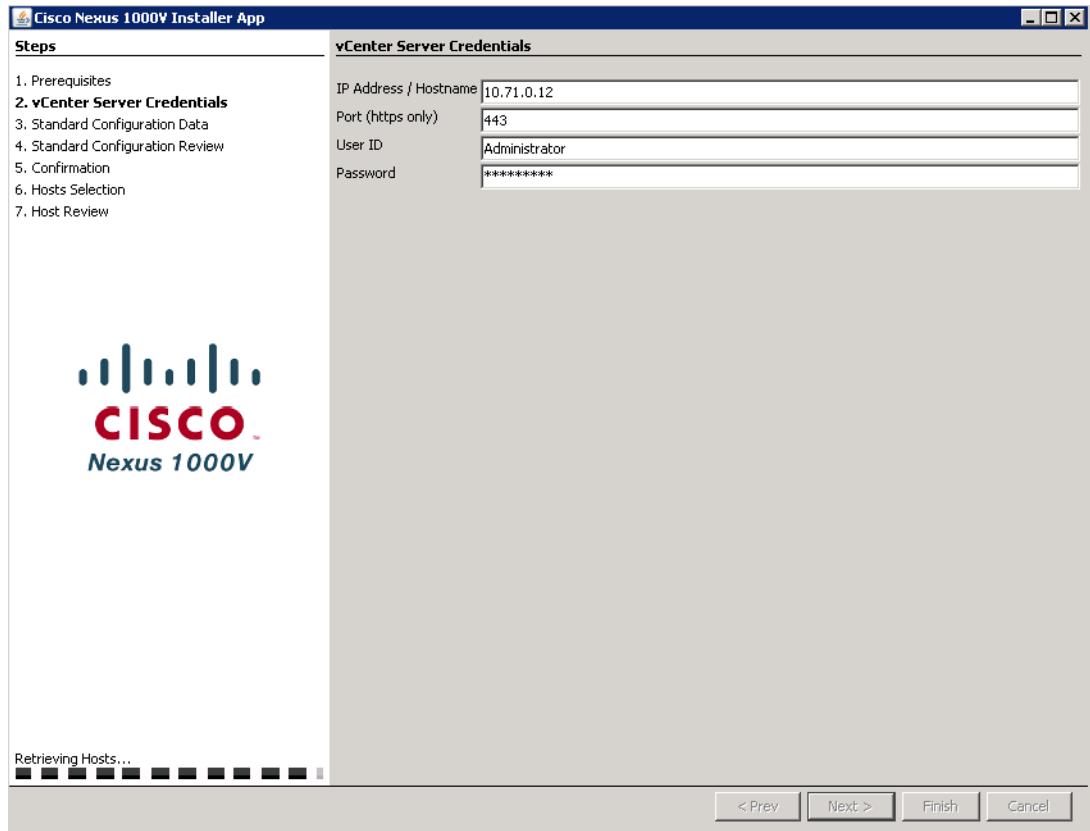 Cisco Nexus 1000V Installer App
Steps
1. Prerequisites
2. vCenter Server Credentials
3. Standard Configuration Data
4. Standard Configuration Review
5. Confirmation
6. Hosts Selection
7. Host Review
CISCO
Nexus 1000V
Retrieving Hosts...
vCenter Server Credentials
IP Address / Hostname 10.71.0.12
Port (https only) 443
User ID Administrator
Password *********
< Prev Next > Finish Cancel